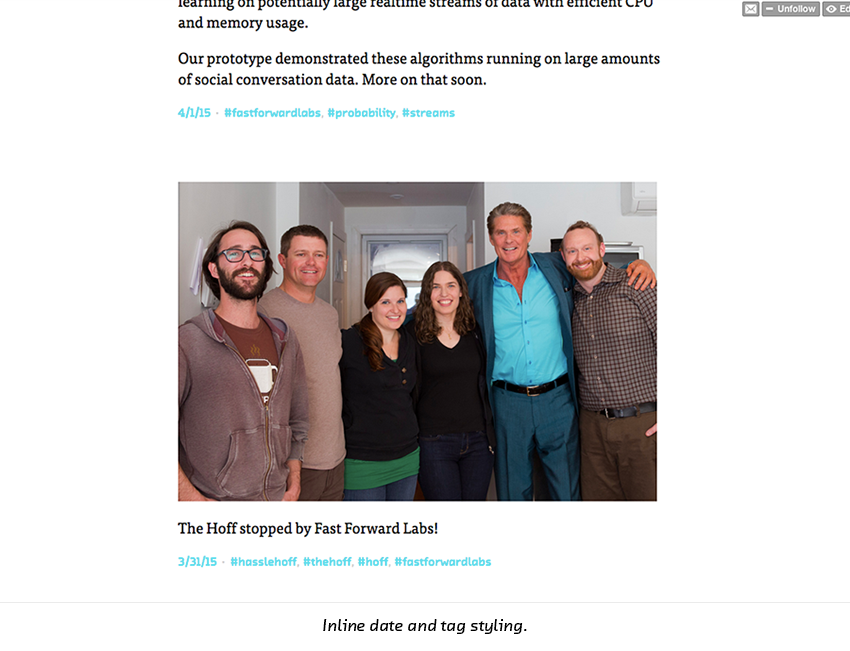 learning on potentially large realtime streams of data with efficient CPU
and memory usage.
Our prototype demonstrated these algorithms running on large amounts
of social conversation data. More on that soon.
4/1/15 · #fastforwardlabs, #probability, #streams
The Hoff stopped by Fast Forward Labs!
3/31/15 · #hasslehoff, #thehoff, #hoff, #fastforwardlabs
Inline date and tag styling.
Unfollow